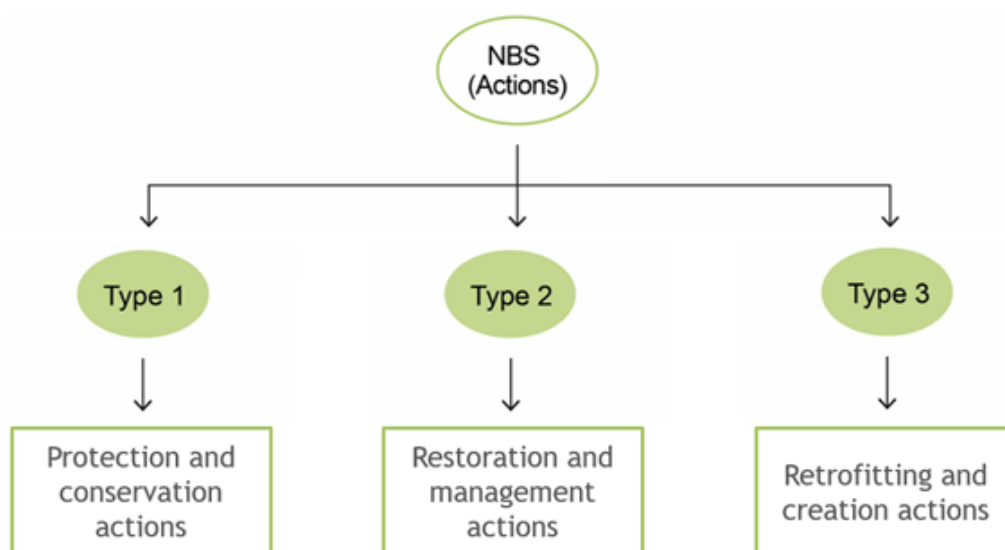 NBS
(Actions)
Type 1
Type 2
Type 3
Protection and
conservation
actions
Restoration and
management
actions
Retrofitting and
creation actions